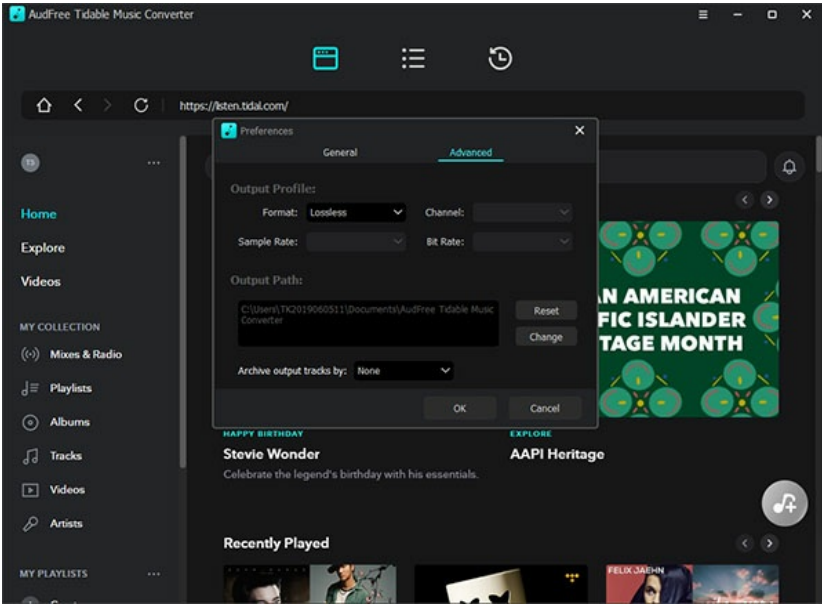 AudFree Tidable Music Converter
https://listen.tidal.com/
Preferences
General
Advanced
Output Profile:
Format: Lossless
Channel:
Sample Rate:
Bit Rate:
Output Path:
C:\Users\TK2019060511\Documents\AudFree Tidable Music
Converter
Reset
Change
Archive output tracks by: None
OK
Cancel
TS
Home
Explore
Videos
MY COLLECTION
Mixes & Radio
Playlists
Albums
Tracks
Videos
Artists
MY PLAYLISTS
N AMERICAN
FIC ISLANDER
TAGE MONTH
HAPPY BIRTHDAY
Stevie Wonder
Celebrate the legend's birthday with his essentials.
EXPLORE
AAPI Heritage
Recently Played
FELIX JAEHN